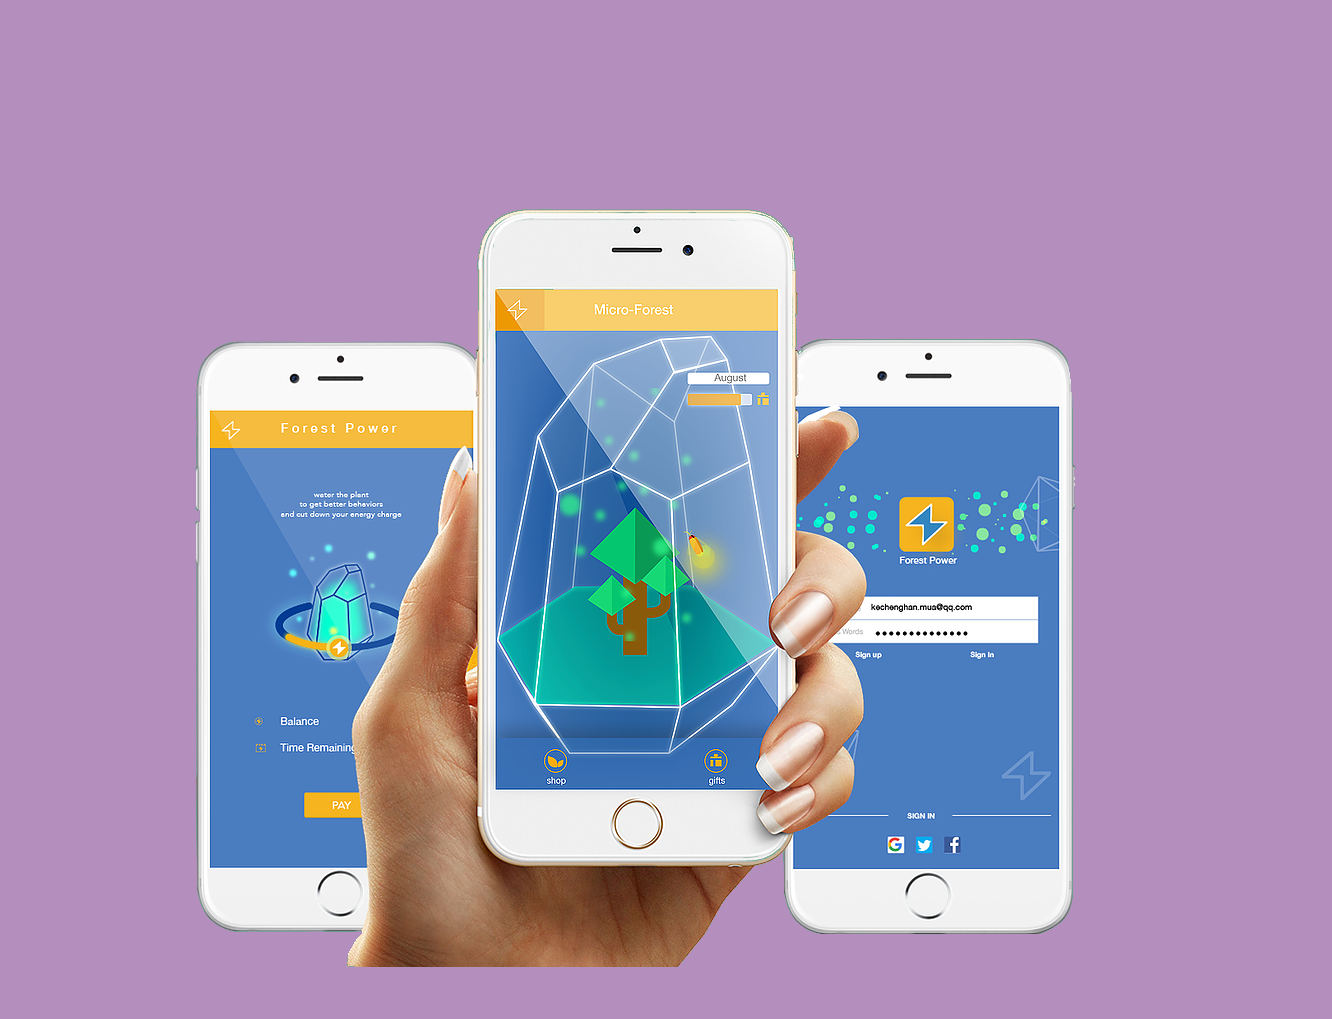 Forest Power
water the plant
to get better behaviors
and cut down your energy charge
Balance
Time Remaining
PAY
Micro-Forest
August
shop
gifts
Forest Power
kechenghan.mua@qq.com
Words
Sign up
Sign In
SIGN IN
G
f